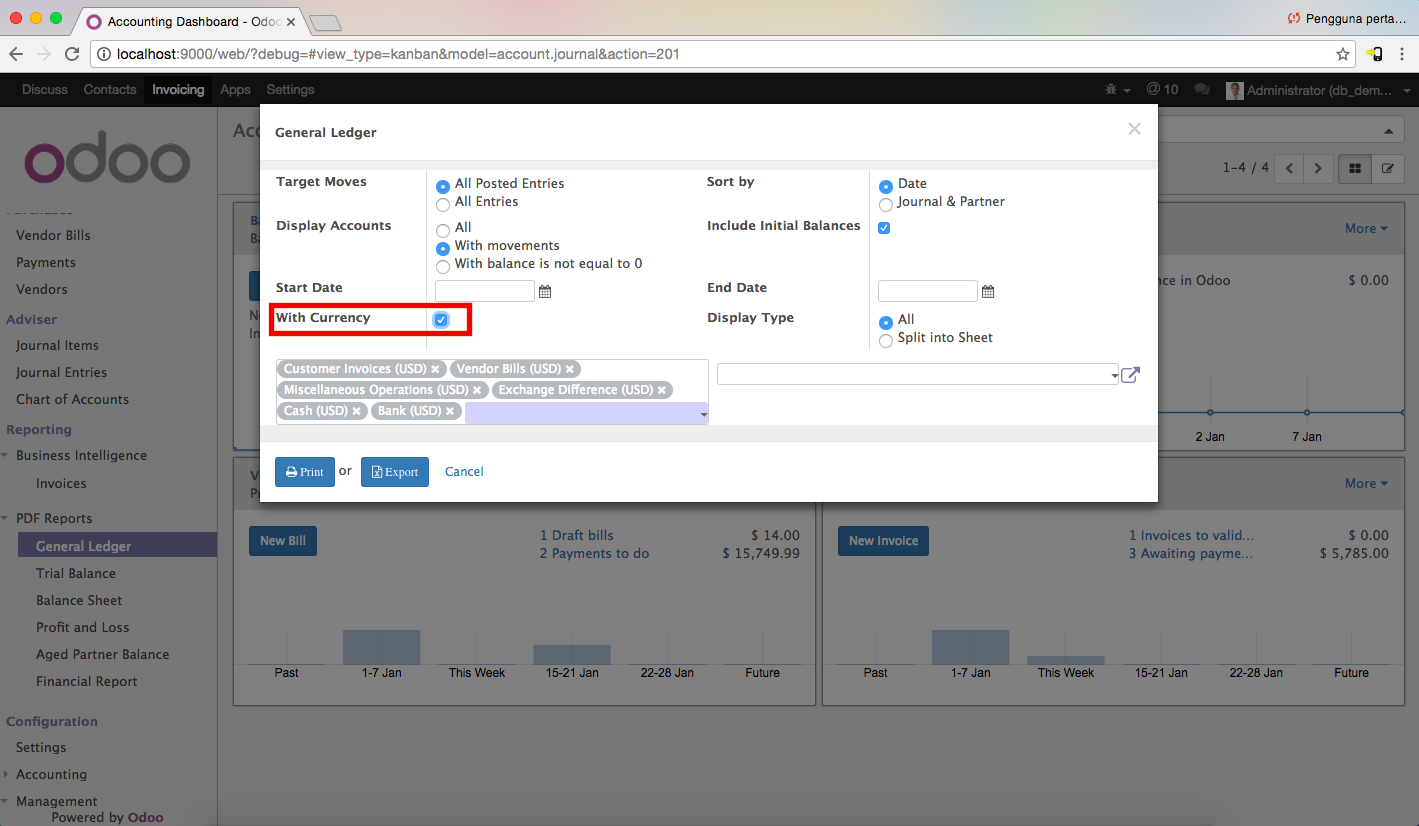 Accounting Dashboard - Odoo
Pengguna perta...
localhost:9000/web/?debug=#view_type=kanban&model=account.journal&action=201
Discuss Contacts Invoicing Apps Settings @ 10 Administrator (db_dem...
odoo
Acc
General Ledger
1-4 / 4
Target Moves
All Posted Entries
All Entries
Sort by
Date
Journal & Partner
Display Accounts
All
With movements
With balance is not equal to 0
Include Initial Balances
Start Date
End Date
With Currency
Display Type
All
Split into Sheet
Customer Invoices (USD) Vendor Bills (USD)
Miscellaneous Operations (USD) Exchange Difference (USD)
Cash (USD) Bank (USD)
Print or Export Cancel
Vendor Bills
Payments
Vendors
Adviser
Journal Items
Journal Entries
Chart of Accounts
Reporting
Business Intelligence
Invoices
PDF Reports
General Ledger
Trial Balance
Balance Sheet
Profit and Loss
Aged Partner Balance
Financial Report
Configuration
Settings
Accounting
Management
Powered by Odoo
More
nce in Odoo $ 0.00
2 Jan 7 Jan
More
New Bill
1 Draft bills $ 14.00
2 Payments to do $ 15,749.99
Past 1-7 Jan This Week 15-21 Jan 22-28 Jan Future
New Invoice
1 Invoices to valid... $ 0.00
3 Awaiting payme... $ 5,785.00
Past 1-7 Jan This Week 15-21 Jan 22-28 Jan Future